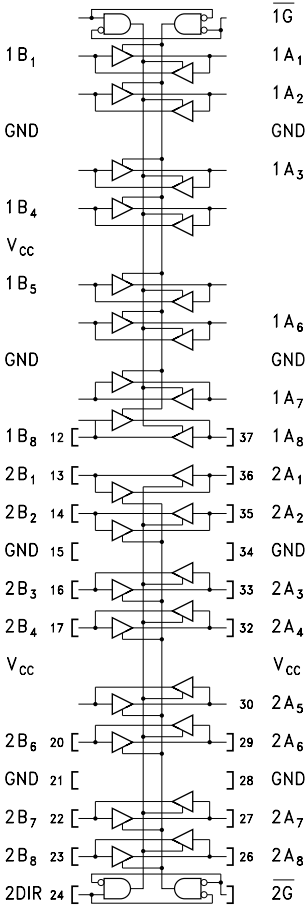 1G
1B1 1A1
1A2
GND GND
1A3
1B4
VCC
1B5
1A6
GND GND
1A7
1B8 12 37 1A8
2B1 13 36 2A1
2B2 14 35 2A2
GND 15 34 GND
2B3 16 33 2A3
2B4 17 32 2A4
VCC VCC
30 2A5
2B6 20 29 2A6
GND 21 28 GND
2B7 22 27 2A7
2B8 23 26 2A8
2DIR 24 2G